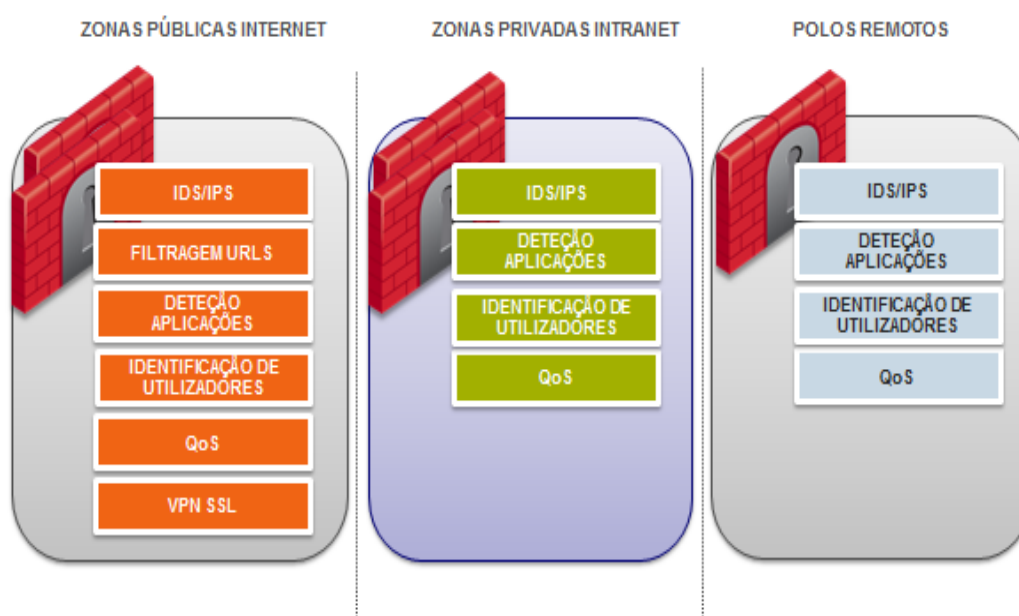 ZONAS PÚBLICAS INTERNET
IDS/IPS
FILTRAGEM URLS
DETEÇÃO
APLICAÇÕES
IDENTIFICAÇÃO DE
UTILIZADORES
QoS
VPN SSL
ZONAS PRIVADAS INTRANET
IDS/IPS
DETEÇÃO
APLICAÇÕES
IDENTIFICAÇÃO DE
UTILIZADORES
QoS
POLOS REMOTOS
IDS/IPS
DETEÇÃO
APLICAÇÕES
IDENTIFICAÇÃO DE
UTILIZADORES
QoS